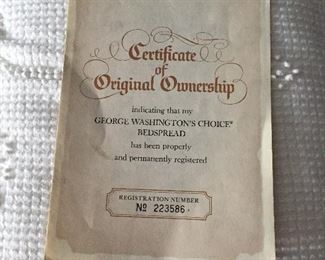 Certificate
of
Original Ownership
indicating that my
GEORGE WASHINGTON'S CHOICE®
BEDSPREAD
has been properly
and permanently registered
REGISTRATION NUMBER
No 223586